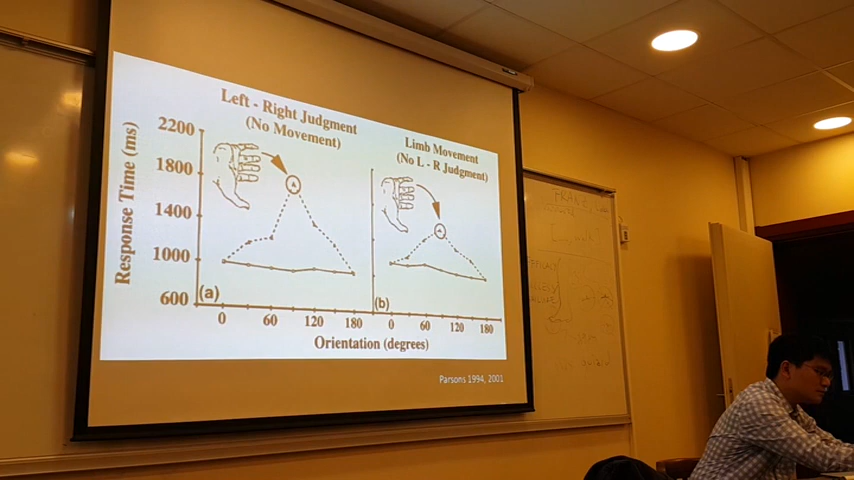 Left - Right Judgment
(No Movement)
Limb Movement
(No L - R Judgment)
Response Time (ms)
2200
1800
1400
1000
600
(a)
(b)
0
60
120
180
0
60
120
180
Orientation (degrees)
Parsons 1994, 2001